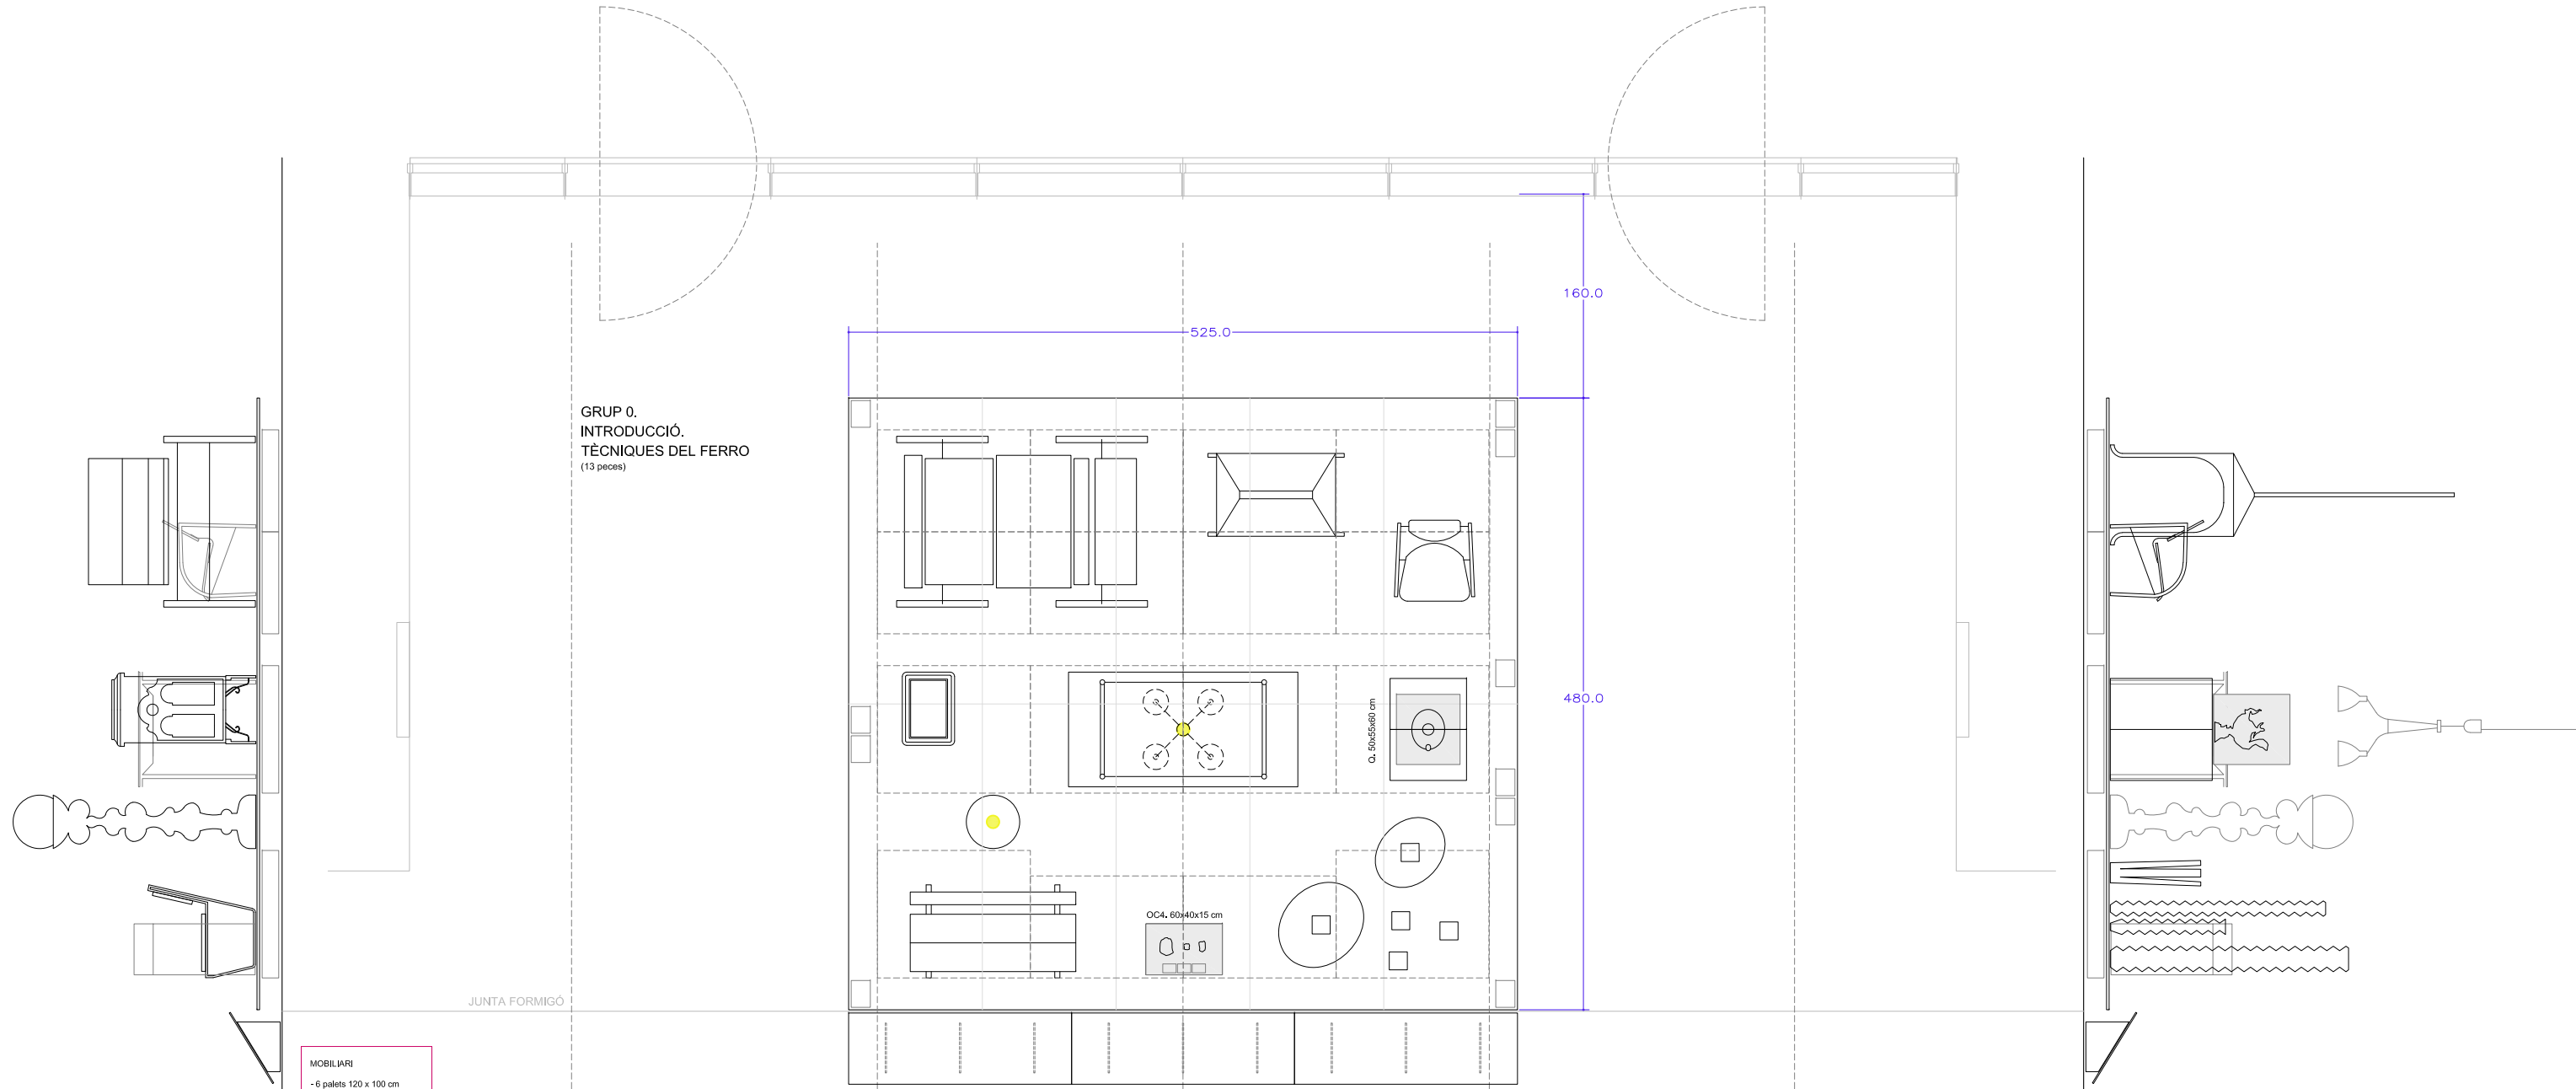 160.0
525.0
GRUP 0.
INTRODUCCIÓ.
TÈCNIQUES DEL FERRO
(13 peces)
480.0
Q. 50x55x60 cm
OC4. 60x40x15 cm
JUNTA FORMIGÓ
MOBILIARI
- 6 palets 120 x 100 cm